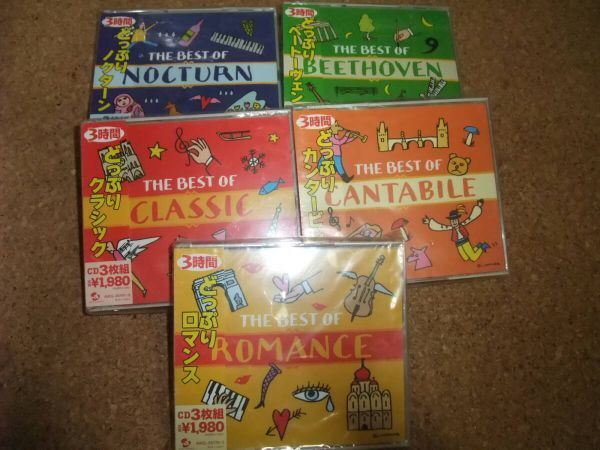 3時間
どっぷり
ノクターン
THE BEST OF
NOCTURN
3時間
どっぷり
ベートーヴェン
THE BEST OF
9
BEETHOVEN
3時間
どっぷり
クラシック
THE BEST OF
CLASSIC
CD3枚組
¥1,980
3時間
どっぷり
カンタービレ
THE BEST OF
CANTABILE
3時間
どっぷり
ロマンス
THE BEST OF
ROMANCE
CD3枚組
¥1,980